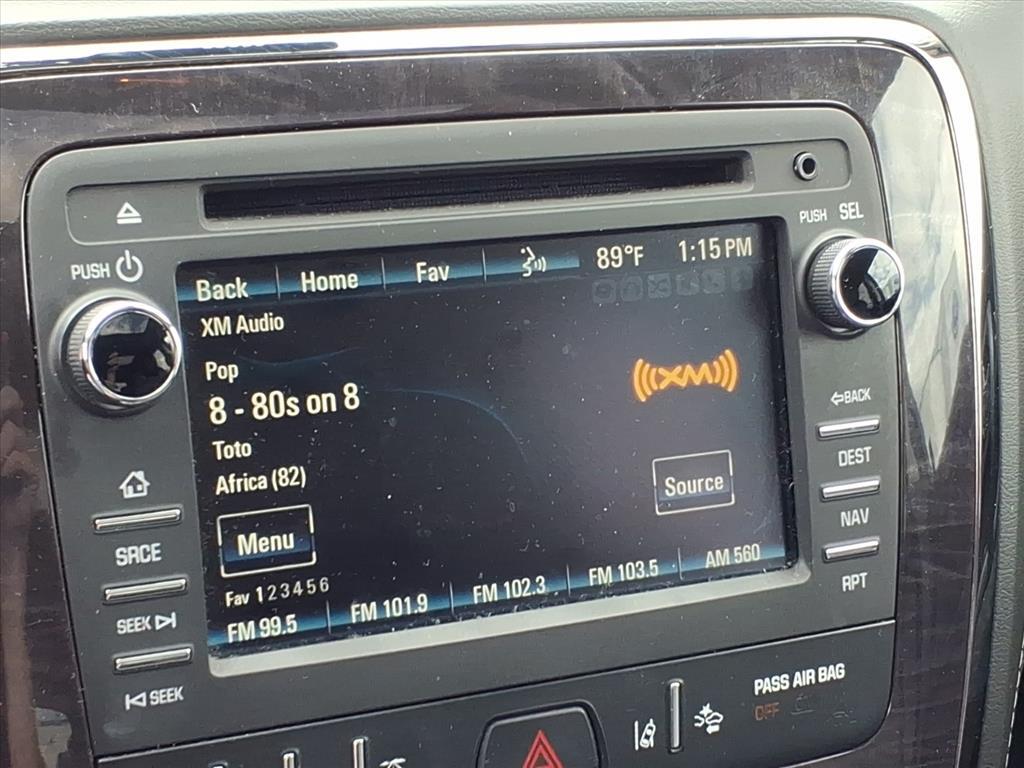 PUSH SEL
PUSH
Back Home Fav 89°F 1:15 PM
XM Audio
Pop
8 - 80s on 8
XM
Toto
Africa (82)
Source
Menu
Fav 1 2 3 4 5 6
FM 99.5 FM 101.9 FM 102.3 FM 103.5 AM 560
SRCE
SEEK
SEEK
BACK
DEST
NAV
RPT
PASS AIR BAG
OFF